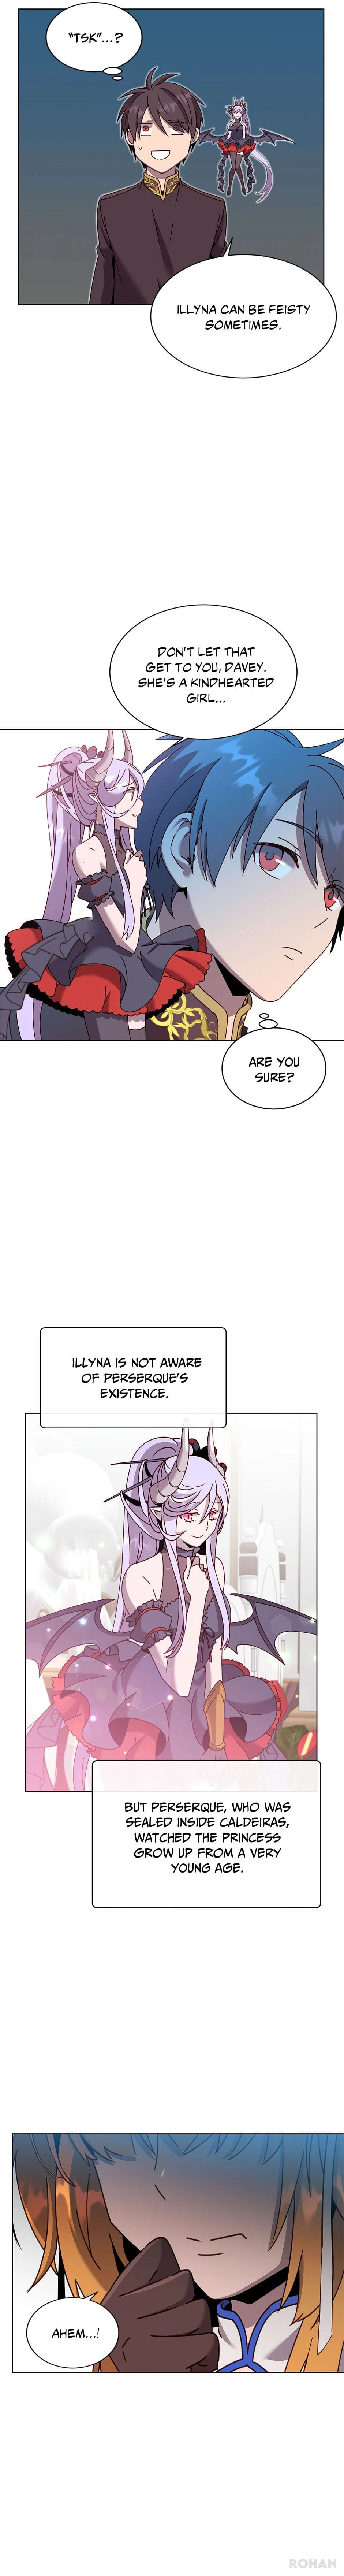 "TSK"...?
ILLYNA CAN BE FEISTY
SOMETIMES.
DON'T LET THAT
GET TO YOU, DAVEY.
SHE'S A KINDHEARTED
GIRL...
ARE YOU
SURE?
ILLYNA IS NOT AWARE
OF PERSERQUE'S
EXISTENCE.
BUT PERSERQUE, WHO WAS
SEALED INSIDE CALDEIRAS,
WATCHED THE PRINCESS
GROW UP FROM A VERY
YOUNG AGE.
AHEM...!
ROHAN